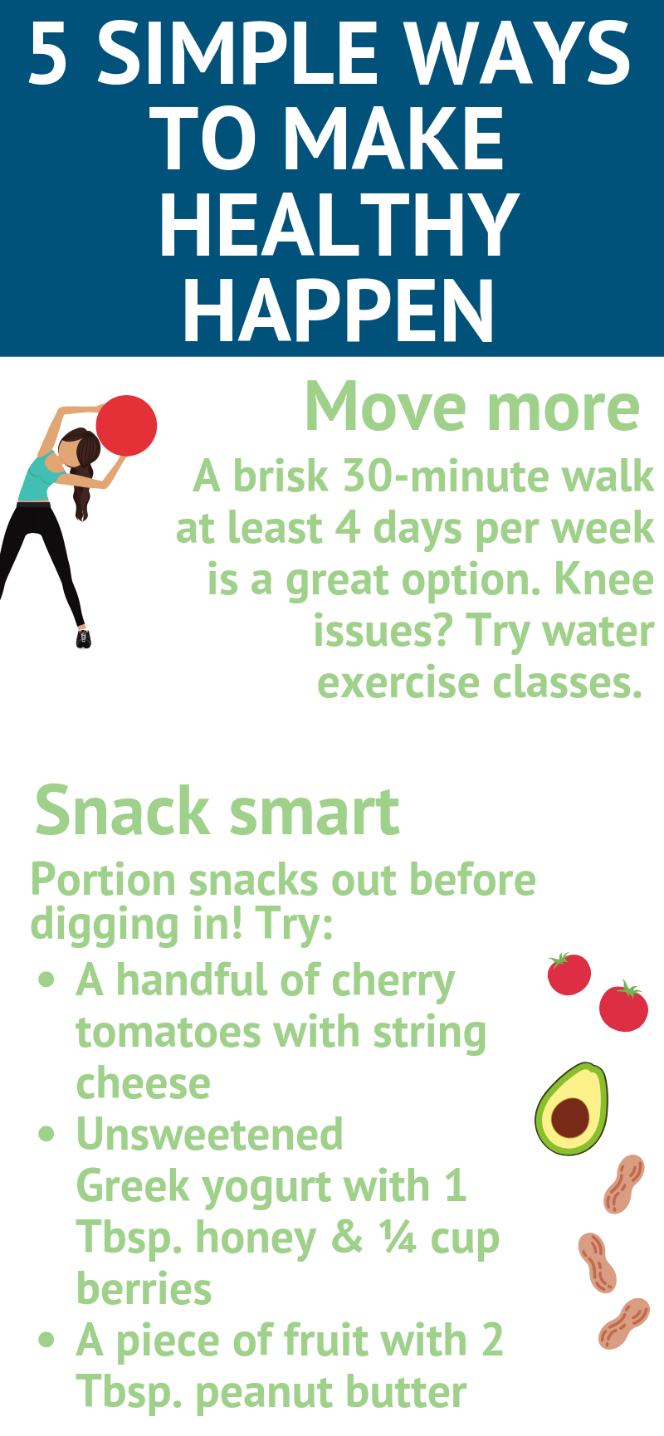 5 SIMPLE WAYS
TO MAKE
HEALTHY
HAPPEN
Move more
A brisk 30-minute walk
at least 4 days per week
is a great option. Knee
issues? Try water
exercise classes.
Snack smart
Portion snacks out before
digging in! Try:
• A handful of cherry
tomatoes with string
cheese
• Unsweetened
Greek yogurt with 1
Tbsp. honey & ¼ cup
berries
• A piece of fruit with 2
Tbsp. peanut butter